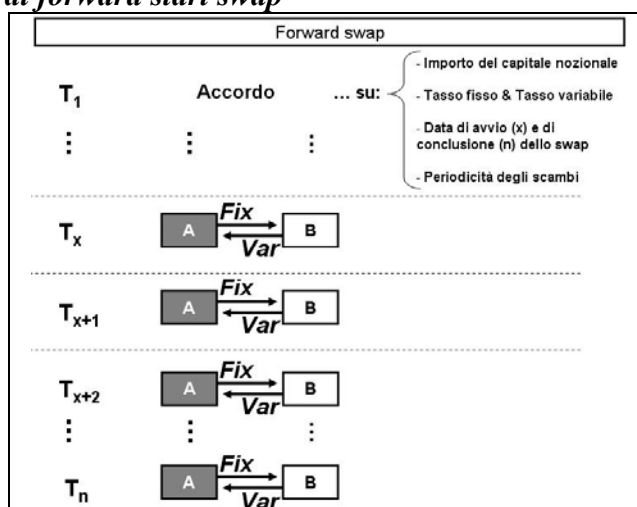 di forward start swap
Forward swap
T1 Accordo ... su:
- Importo del capitale nozionale
- Tasso fisso & Tasso variabile
- Data di avvio (x) e di
conclusione (n) dello swap
- Periodicità degli scambi
⋮ ⋮ ⋮
Tx A Fix B
Var
Tx+1 A Fix B
Var
Tx+2 A Fix B
Var
⋮ ⋮ ⋮
Tn A Fix B
Var